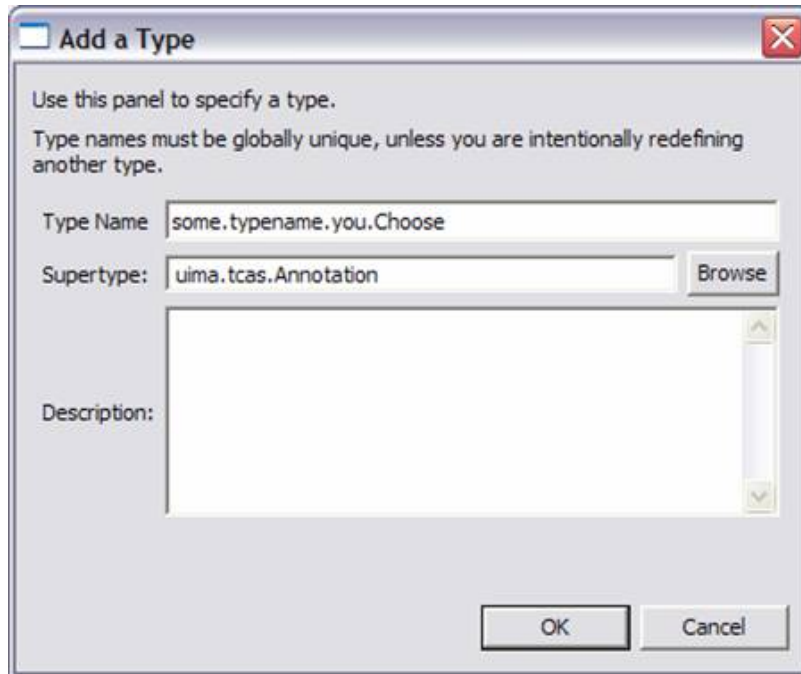 Add a Type
Use this panel to specify a type.
Type names must be globally unique, unless you are intentionally redefining
another type.
Type Name some.typename.you.Choose
Supertype: uima.tcas.Annotation Browse
Description:
OK Cancel